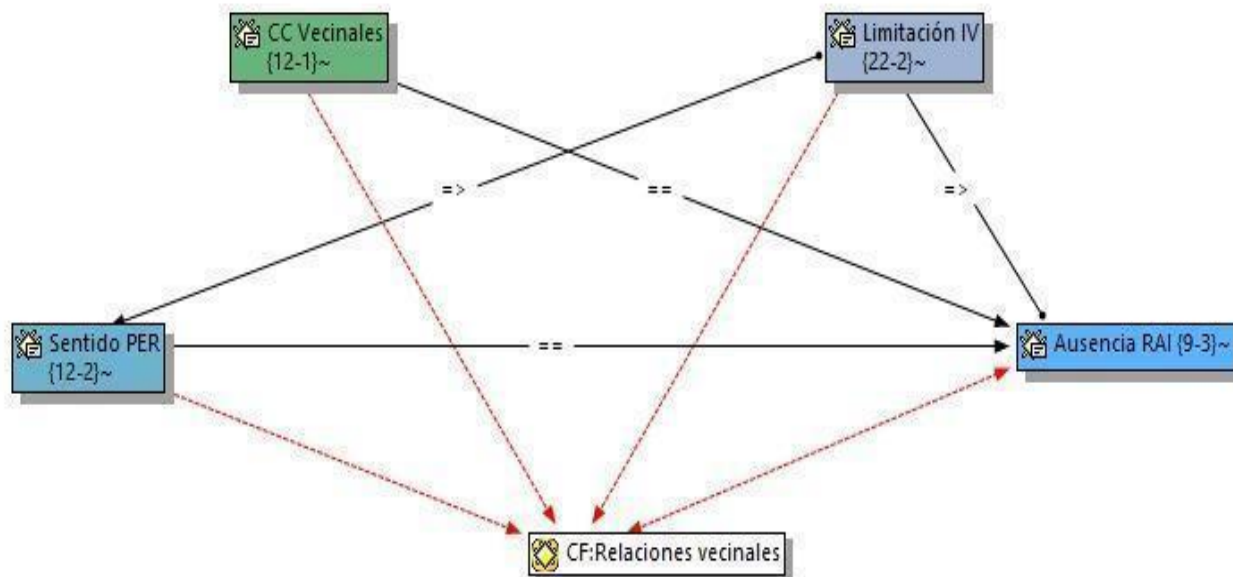 CC Vecinales
{12-1}~
Limitación IV
{22-2}~
=>
==
=>
Sentido PER
{12-2}~
==
Ausencia RAI {9-3}~
CF:Relaciones vecinales